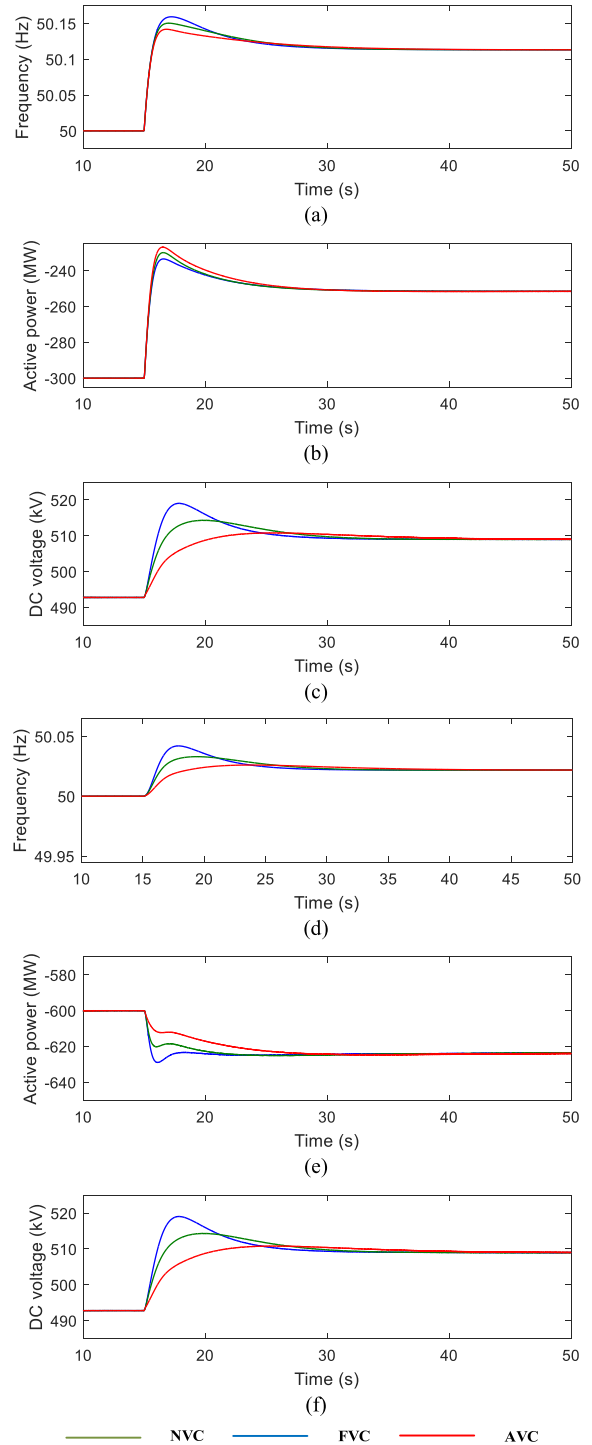 Frequency (Hz)
50.15
50.1
50.05
50
10 20 30 40 50
Time (s)
(a)
Active power (MW)
-240
-260
-280
-300
10 20 30 40 50
Time (s)
(b)
DC voltage (kV)
520
510
500
490
10 20 30 40 50
Time (s)
(c)
Frequency (Hz)
50.05
50
49.95
10 15 20 25 30 35 40 45 50
Time (s)
(d)
Active power (MW)
-580
-600
-620
-640
10 20 30 40 50
Time (s)
(e)
DC voltage (kV)
520
510
500
490
10 20 30 40 50
Time (s)
(f)
NVC FVC AVC